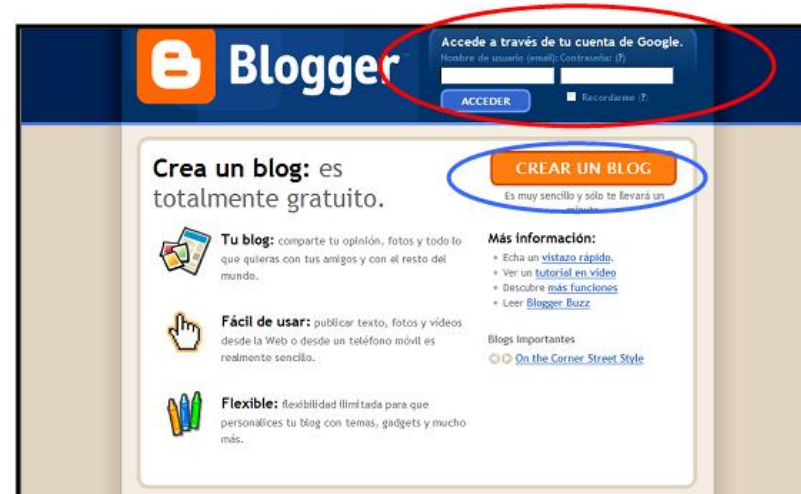 Blogger
Accede a través de tu cuenta de Google.
Nombre de usuario (email): Contraseña: (?)
ACCEDER
Recordarme (?)
Crea un blog: es
totalmente gratuito.
CREAR UN BLOG
Es muy sencillo y sólo te llevará un
minuto
Tu blog: comparte tu opinión, fotos y todo lo
que quieras con tus amigos y con el resto del
mundo.
Fácil de usar: publicar texto, fotos y vídeos
desde la Web o desde un teléfono móvil es
realmente sencillo.
Flexible: flexibilidad ilimitada para que
personalices tu blog con temas, gadgets y mucho
más.
Más información:
Echa un vistazo rápido.
Ver un tutorial en vídeo
Descubre más funciones
Leer Blogger Buzz
Blogs importantes
On the Corner Street Style